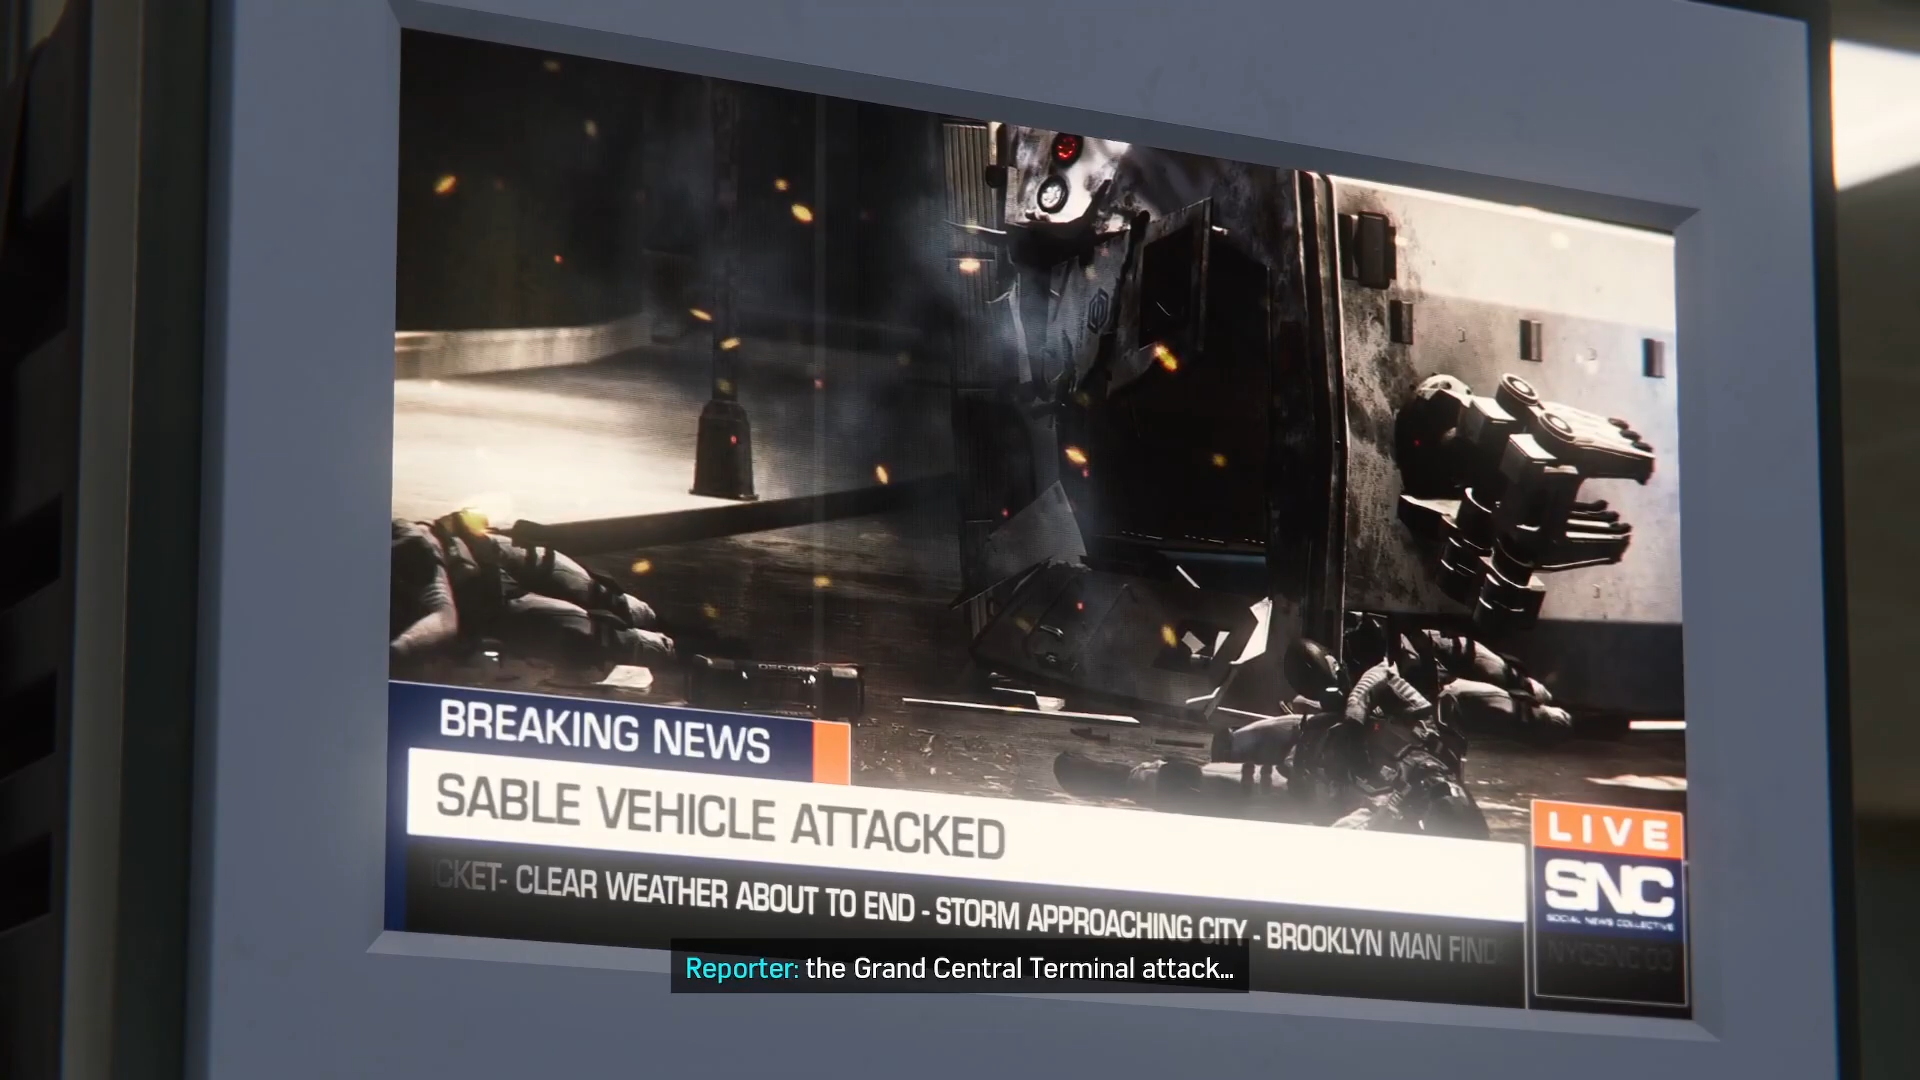 BREAKING NEWS
SABLE VEHICLE ATTACKED
ICKET- CLEAR WEATHER ABOUT TO END - STORM APPROACHING CITY - BROOKLYN MAN FIND
LIVE
SNC
SOCIAL NEWS COLLECTIVE
NYCSNC 03
Reporter: the Grand Central Terminal attack...